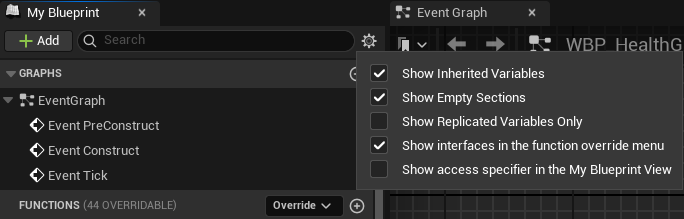 My Blueprint
Event Graph
Add
Search
WBP_HealthG
GRAPHS
Show Inherited Variables
EventGraph
Show Empty Sections
Event PreConstruct
Show Replicated Variables Only
Event Construct
Show interfaces in the function override menu
Event Tick
Show access specifier in the My Blueprint View
FUNCTIONS (44 OVERRIDABLE)
Override